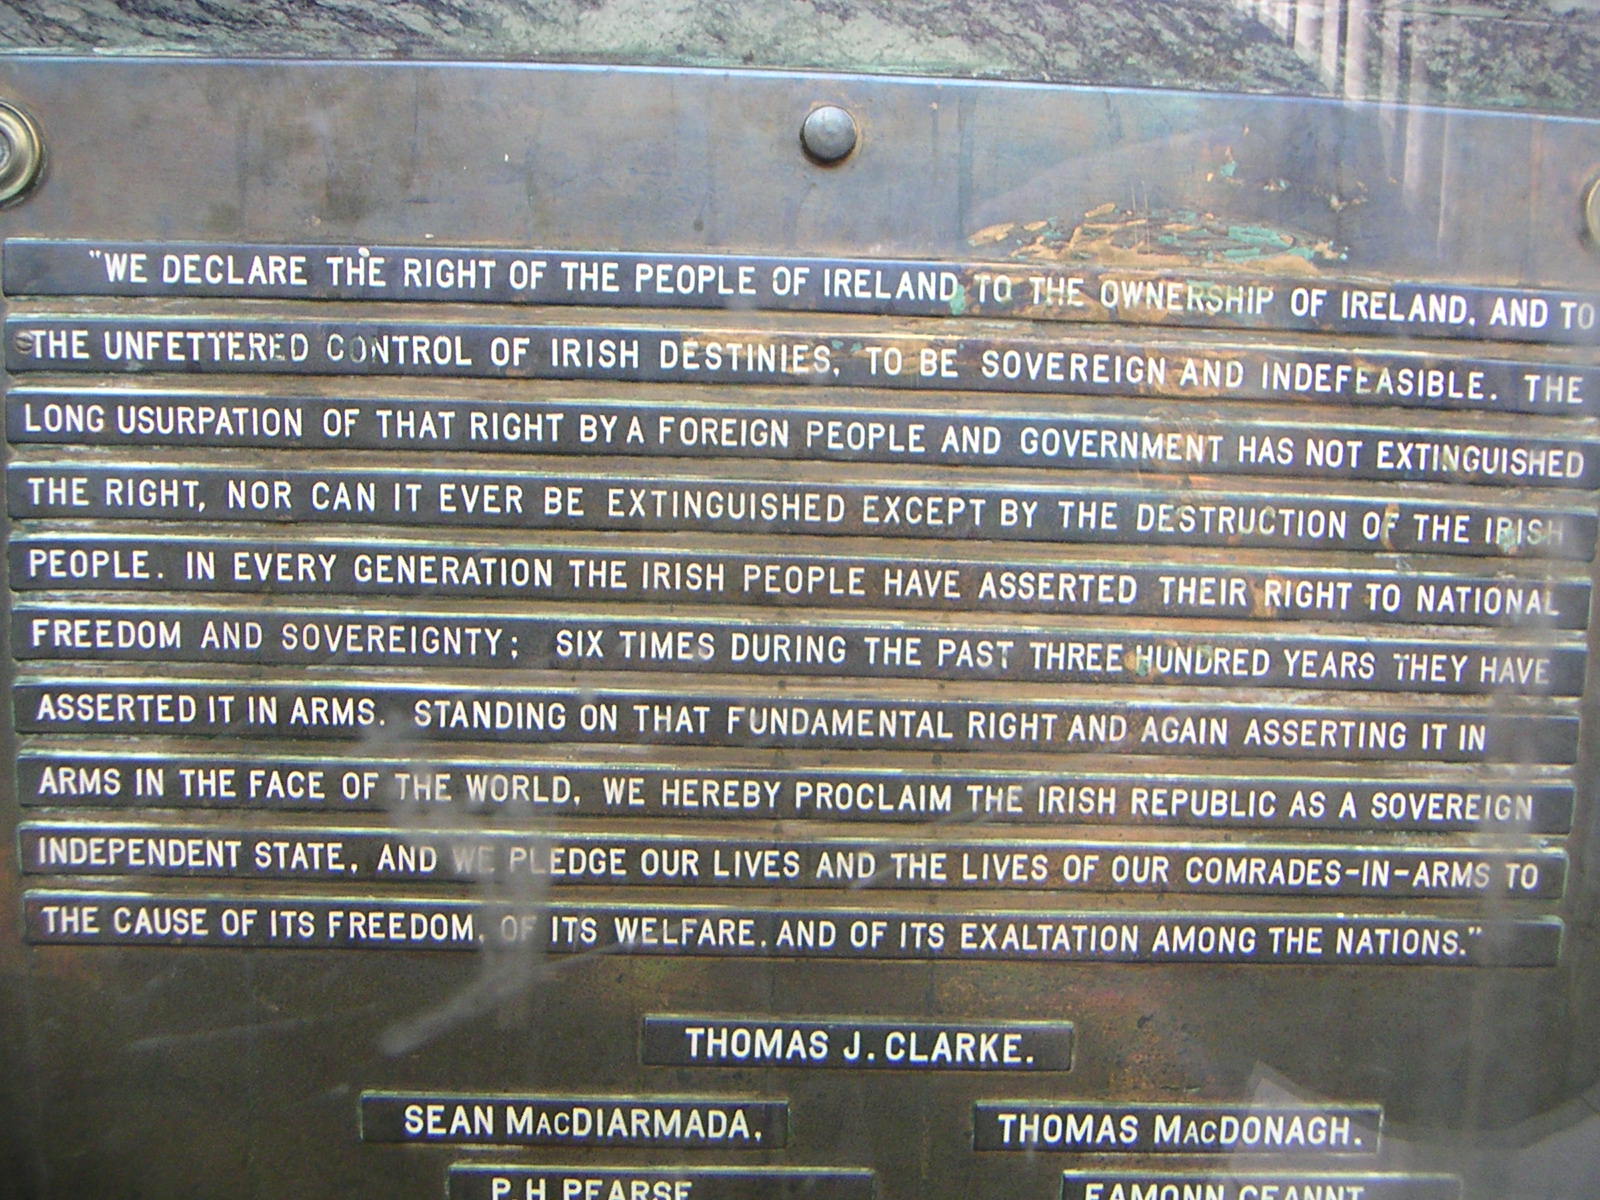 "WE DECLARE THE RIGHT OF THE PEOPLE OF IRELAND TO THE OWNERSHIP OF IRELAND, AND TO
THE UNFETTERED CONTROL OF IRISH DESTINIES, TO BE SOVEREIGN AND INDEFEASIBLE. THE
LONG USURPATION OF THAT RIGHT BY A FOREIGN PEOPLE AND GOVERNMENT HAS NOT EXTINGUISHED
THE RIGHT, NOR CAN IT EVER BE EXTINGUISHED EXCEPT BY THE DESTRUCTION OF THE IRISH
PEOPLE. IN EVERY GENERATION THE IRISH PEOPLE HAVE ASSERTED THEIR RIGHT TO NATIONAL
FREEDOM AND SOVEREIGNTY; SIX TIMES DURING THE PAST THREE HUNDRED YEARS THEY HAVE
ASSERTED IT IN ARMS. STANDING ON THAT FUNDAMENTAL RIGHT AND AGAIN ASSERTING IT IN
ARMS IN THE FACE OF THE WORLD, WE HEREBY PROCLAIM THE IRISH REPUBLIC AS A SOVEREIGN
INDEPENDENT STATE, AND WE PLEDGE OUR LIVES AND THE LIVES OF OUR COMRADES-IN-ARMS TO
THE CAUSE OF ITS FREEDOM, OF ITS WELFARE, AND OF ITS EXALTATION AMONG THE NATIONS."
THOMAS J. CLARKE.
SEAN MacDIARMADA, THOMAS MacDONAGH.
P. H. PEARSE EAMONN CEANNT